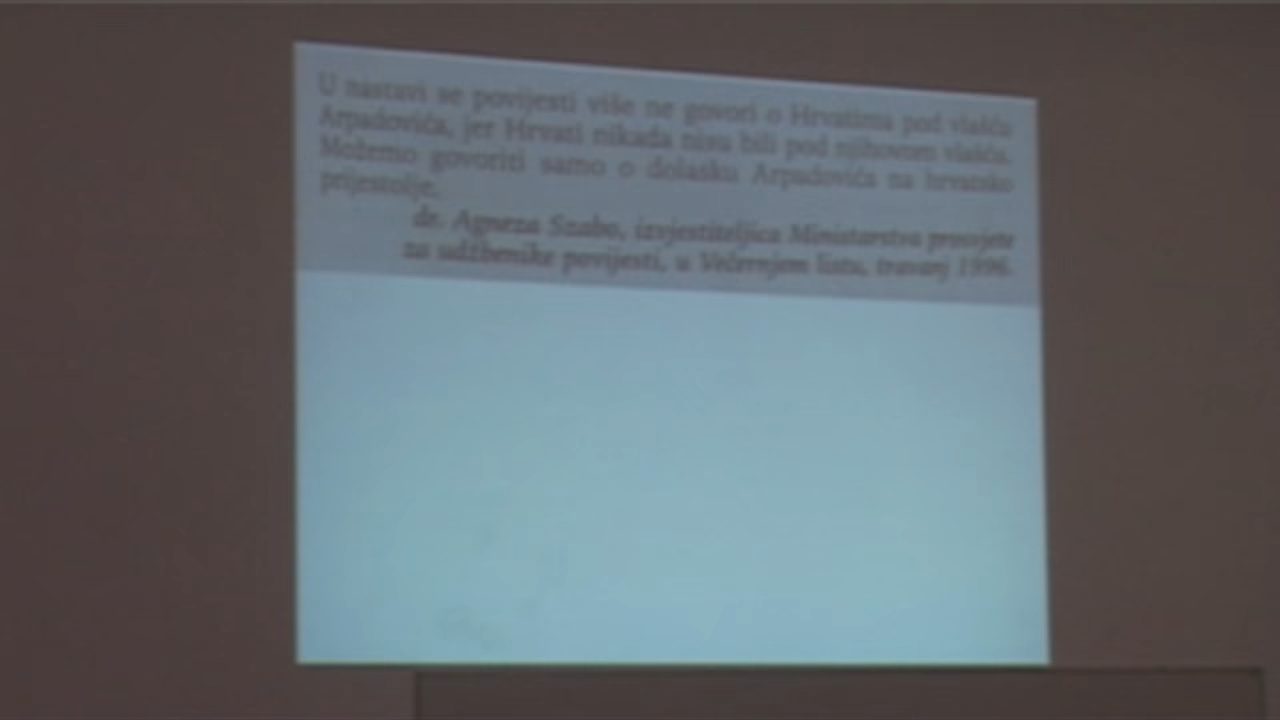 U nastavi se povijesti više ne govori o Hrvatima pod vlašću
Arpadovića, jer Hrvati nikada nisu bili pod njihovom vlašću.
Možemo govoriti samo o dolasku Arpadovića na hrvatsko
prijestolje.
dr. Agneza Szabo, izvjestiteljica Ministarstva prosvjete
za udžbenike povijesti, u Večernjem listu, travanj 1996.